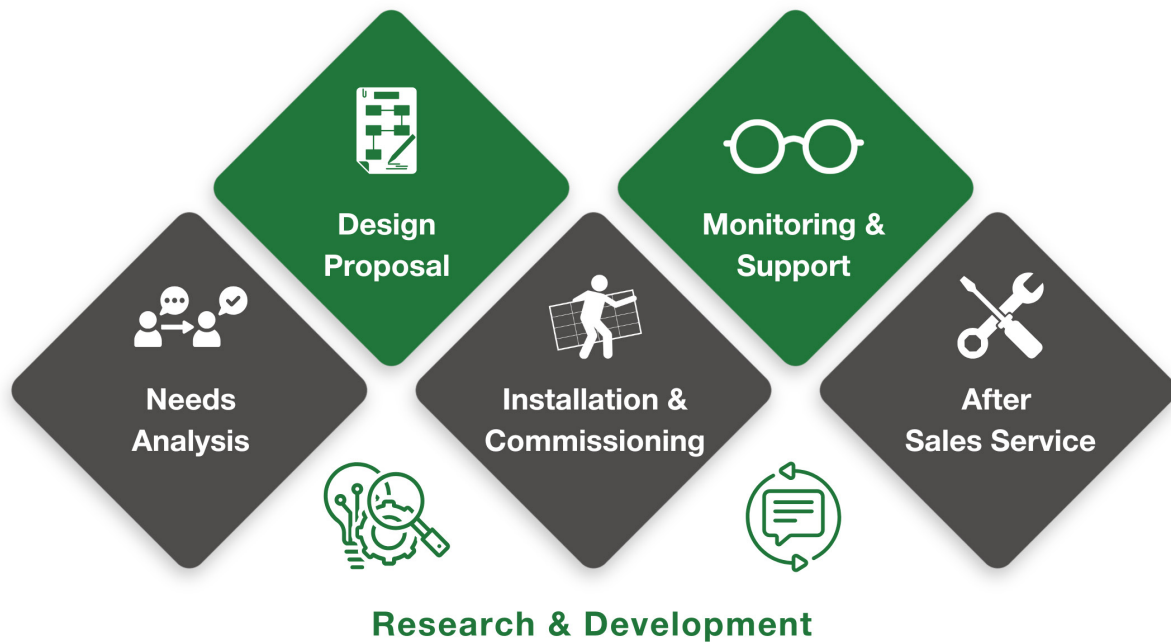 Design
Proposal
Monitoring &
Support
Needs
Analysis
Installation &
Commissioning
After
Sales Service
Research & Development